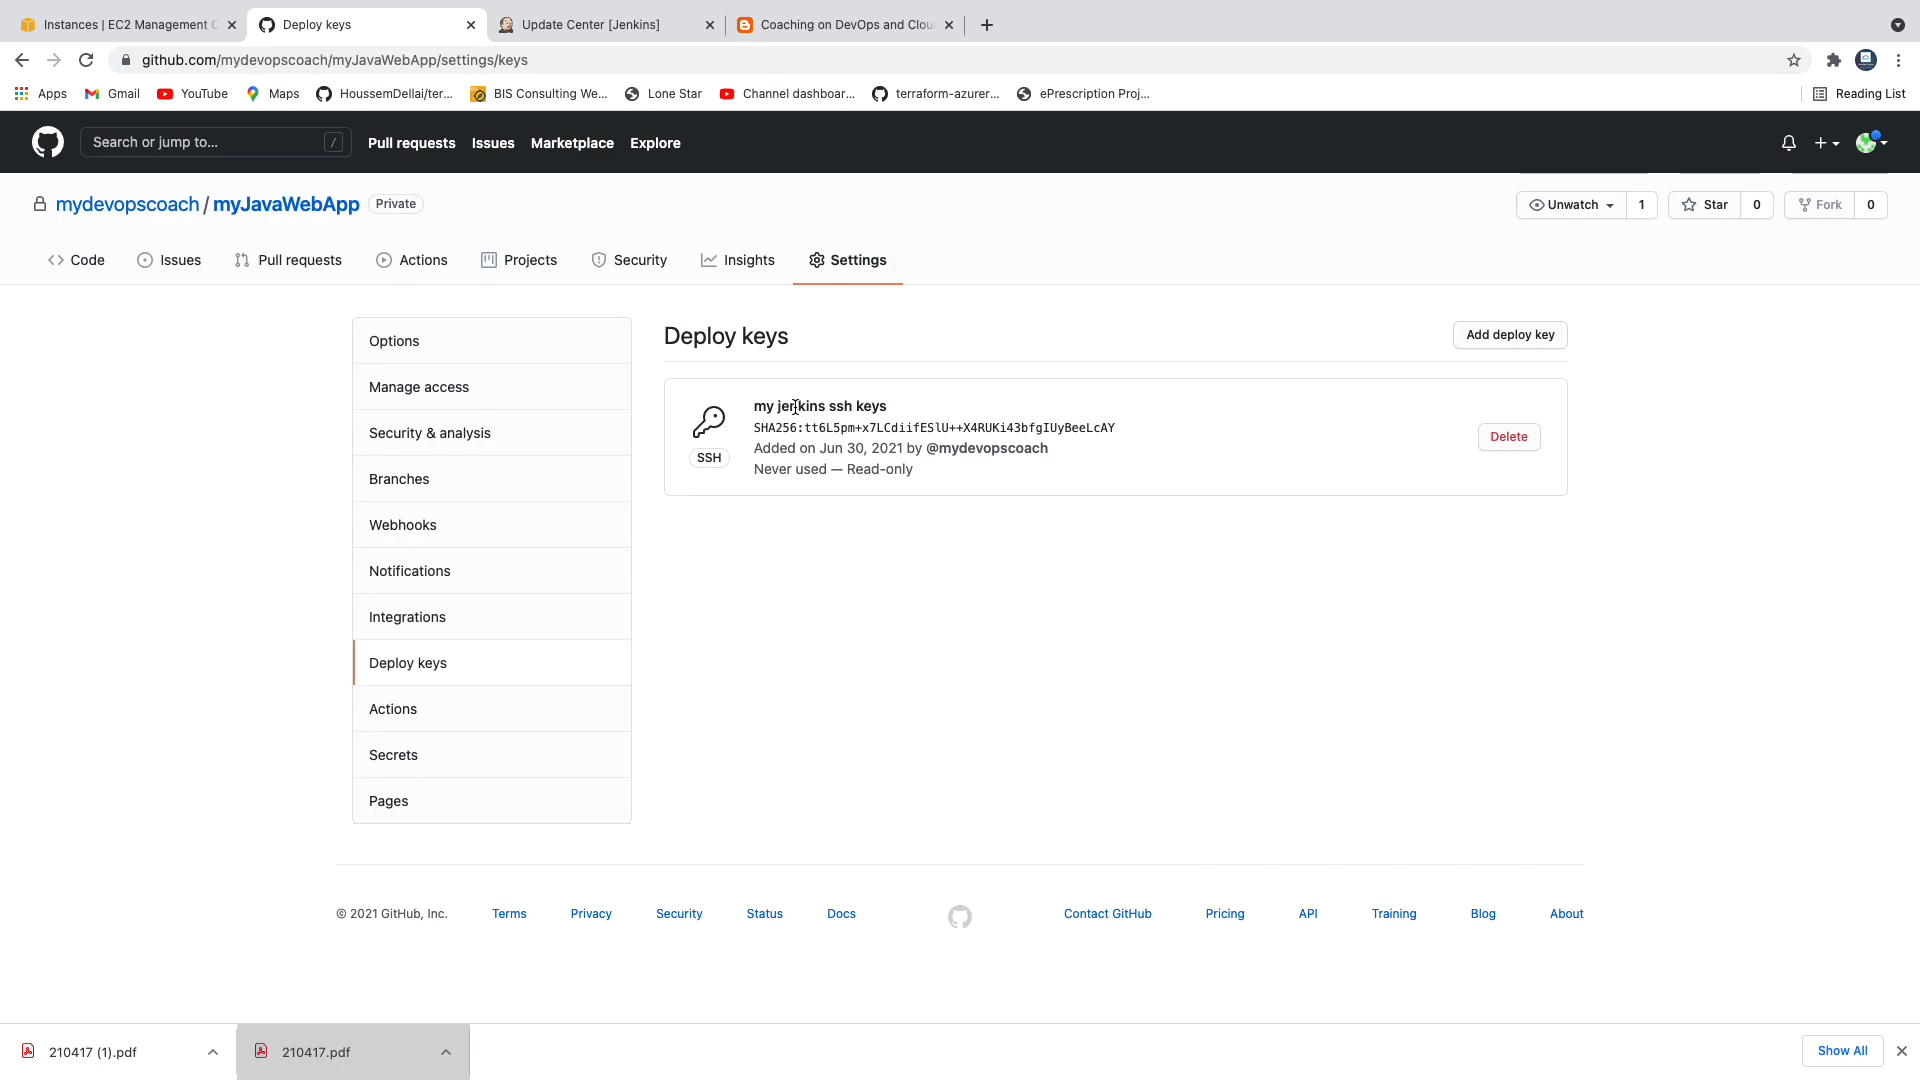 Instances | EC2 Management C
Deploy keys
Update Center [Jenkins]
Coaching on DevOps and Clou
github.com/mydevopscoach/myJavaWebApp/settings/keys
Apps
Gmail
YouTube
Maps
HoussemDellai/ter...
BIS Consulting We...
Lone Star
Channel dashboar...
terraform-azurer...
ePrescription Proj...
Reading List
Search or jump to...
/
Pull requests
Issues
Marketplace
Explore
mydevopscoach / myJavaWebApp
Private
Unwatch
1
Star
0
Fork
0
Code
Issues
Pull requests
Actions
Projects
Security
Insights
Settings
Options
Manage access
Security & analysis
Branches
Webhooks
Notifications
Integrations
Deploy keys
Actions
Secrets
Pages
Deploy keys
Add deploy key
my jenkins ssh keys
SHA256:tt6L5pm+x7LCdiifESlU++X4RUKi43bfgIUyBeeLcAY
Added on Jun 30, 2021 by @mydevopscoach
Never used — Read-only
SSH
Delete
© 2021 GitHub, Inc.
Terms
Privacy
Security
Status
Docs
Contact GitHub
Pricing
API
Training
Blog
About
210417 (1).pdf
210417.pdf
Show All